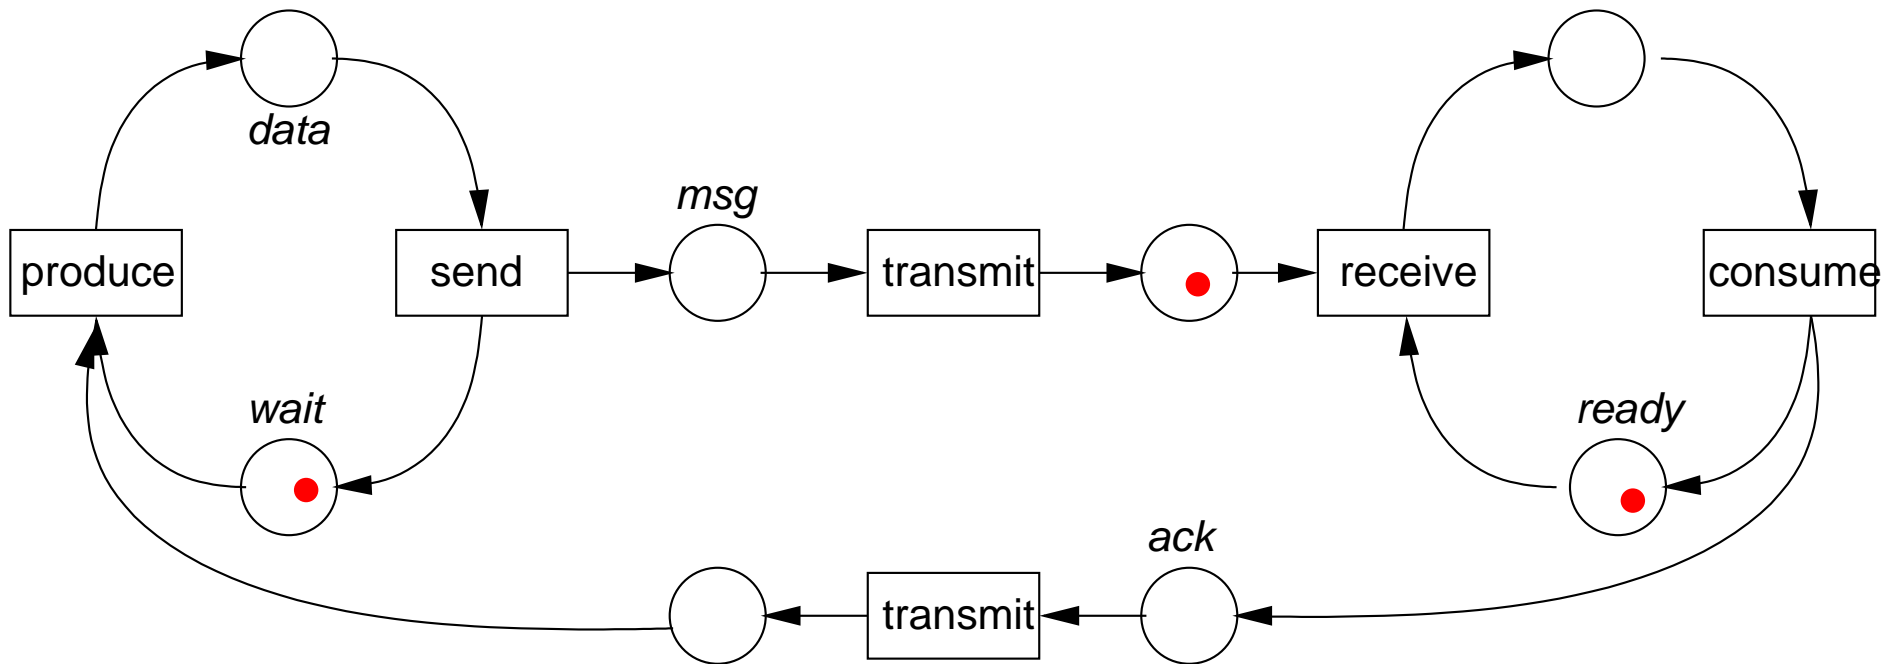 data
msg
produce
send
transmit
receive
consume
wait
ready
ack
transmit